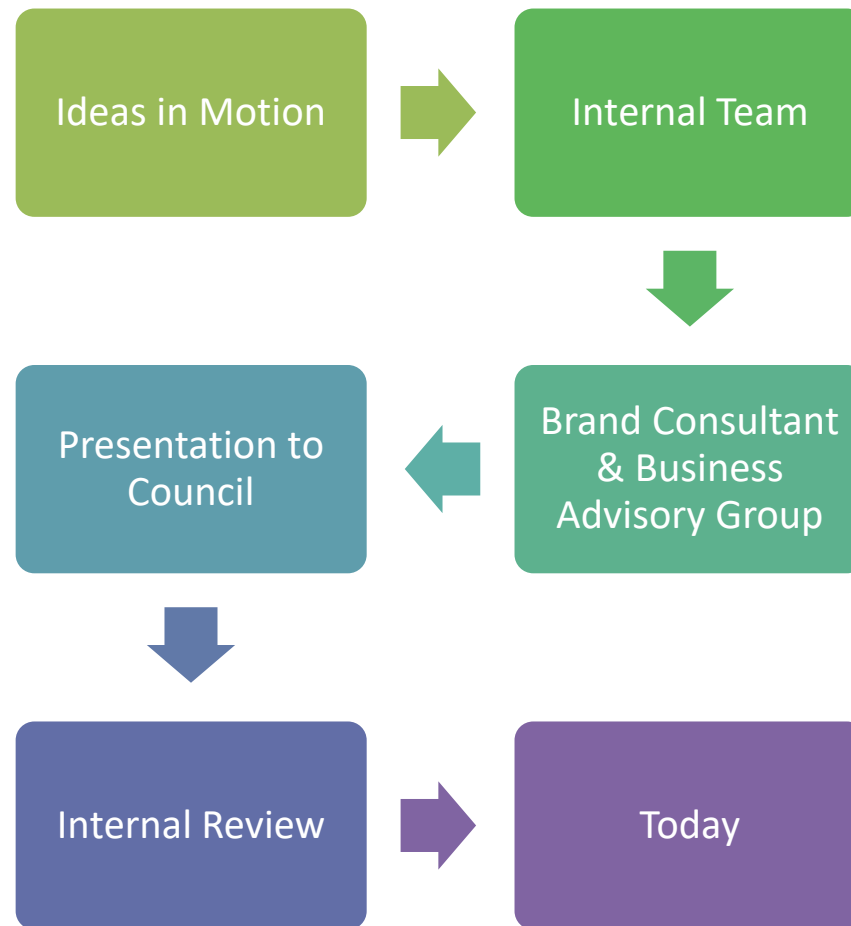 Ideas in Motion
Internal Team
Brand Consultant
& Business
Advisory Group
Presentation to
Council
Internal Review
Today